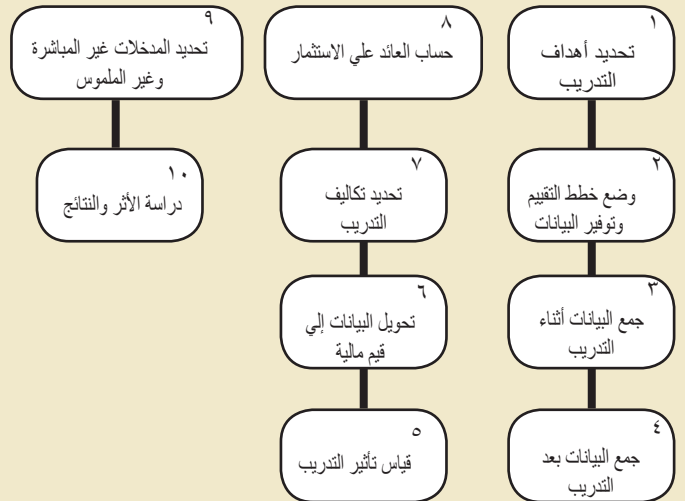 ١
تحديد أهداف
التدريب
٢
وضع خطط التقييم
وتوفير البيانات
٣
جمع البيانات أثناء
التدريب
٤
جمع البيانات بعد
التدريب
٥
قياس تأثير التدريب
٦
تحويل البيانات إلي
قيم مالية
٧
تحديد تكاليف
التدريب
٨
حساب العائد علي الاستثمار
٩
تحديد المدخلات غير المباشرة
وغير الملموس
١٠
دراسة الأثر والنتائج